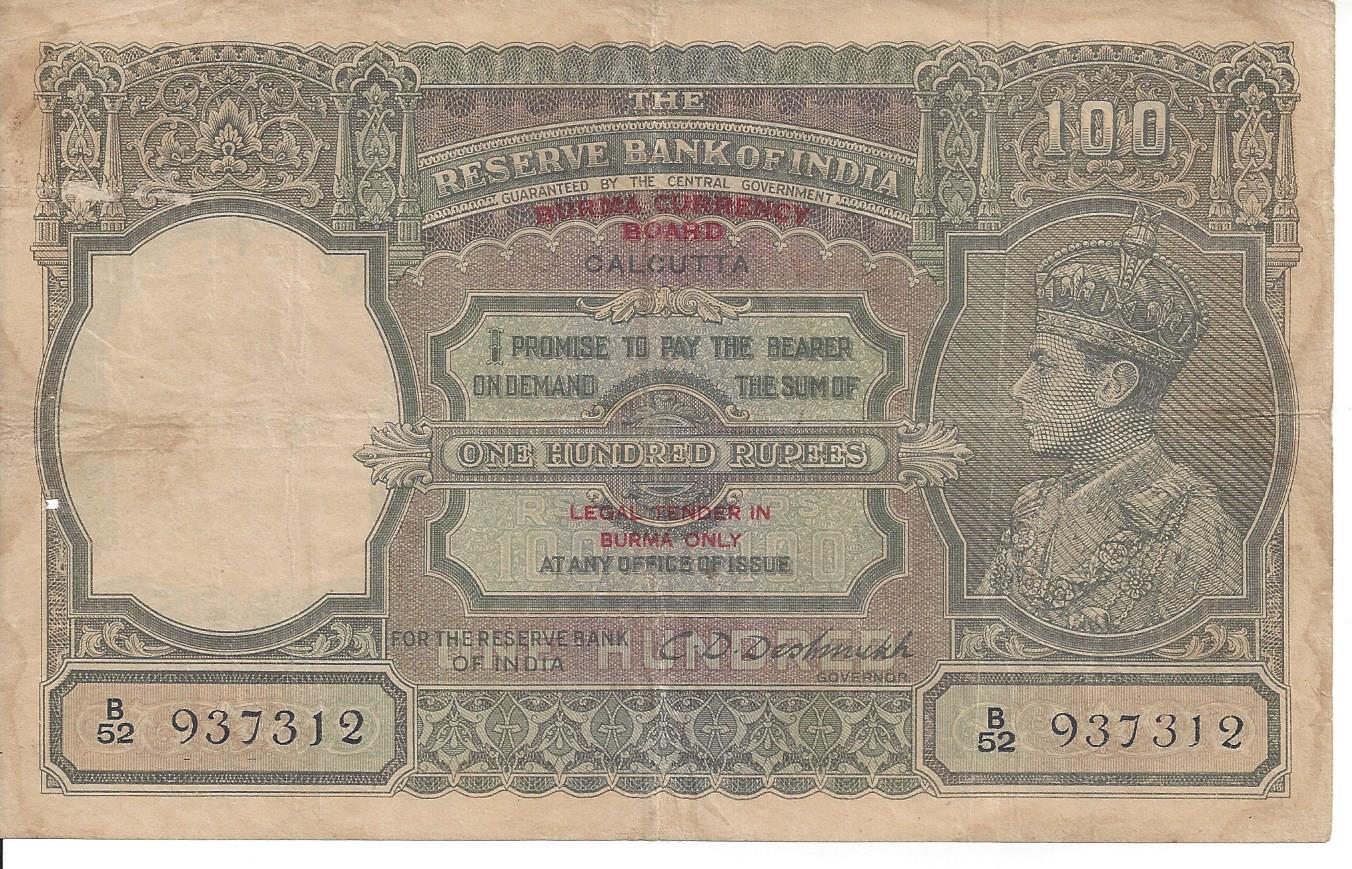 THE
100
RESERVE BANK OF INDIA
GUARANTEED BY THE CENTRAL GOVERNMENT
BURMA CURRENCY
BOARD
CALCUTTA
I PROMISE TO PAY THE BEARER
ON DEMAND THE SUM OF
ONE HUNDRED RUPEES
LEGAL TENDER IN
BURMA ONLY
AT ANY OFFICE OF ISSUE
FOR THE RESERVE BANK
OF INDIA
C. D. Deshmukh
GOVERNOR
HUND
B
52 937312
B
52 937312